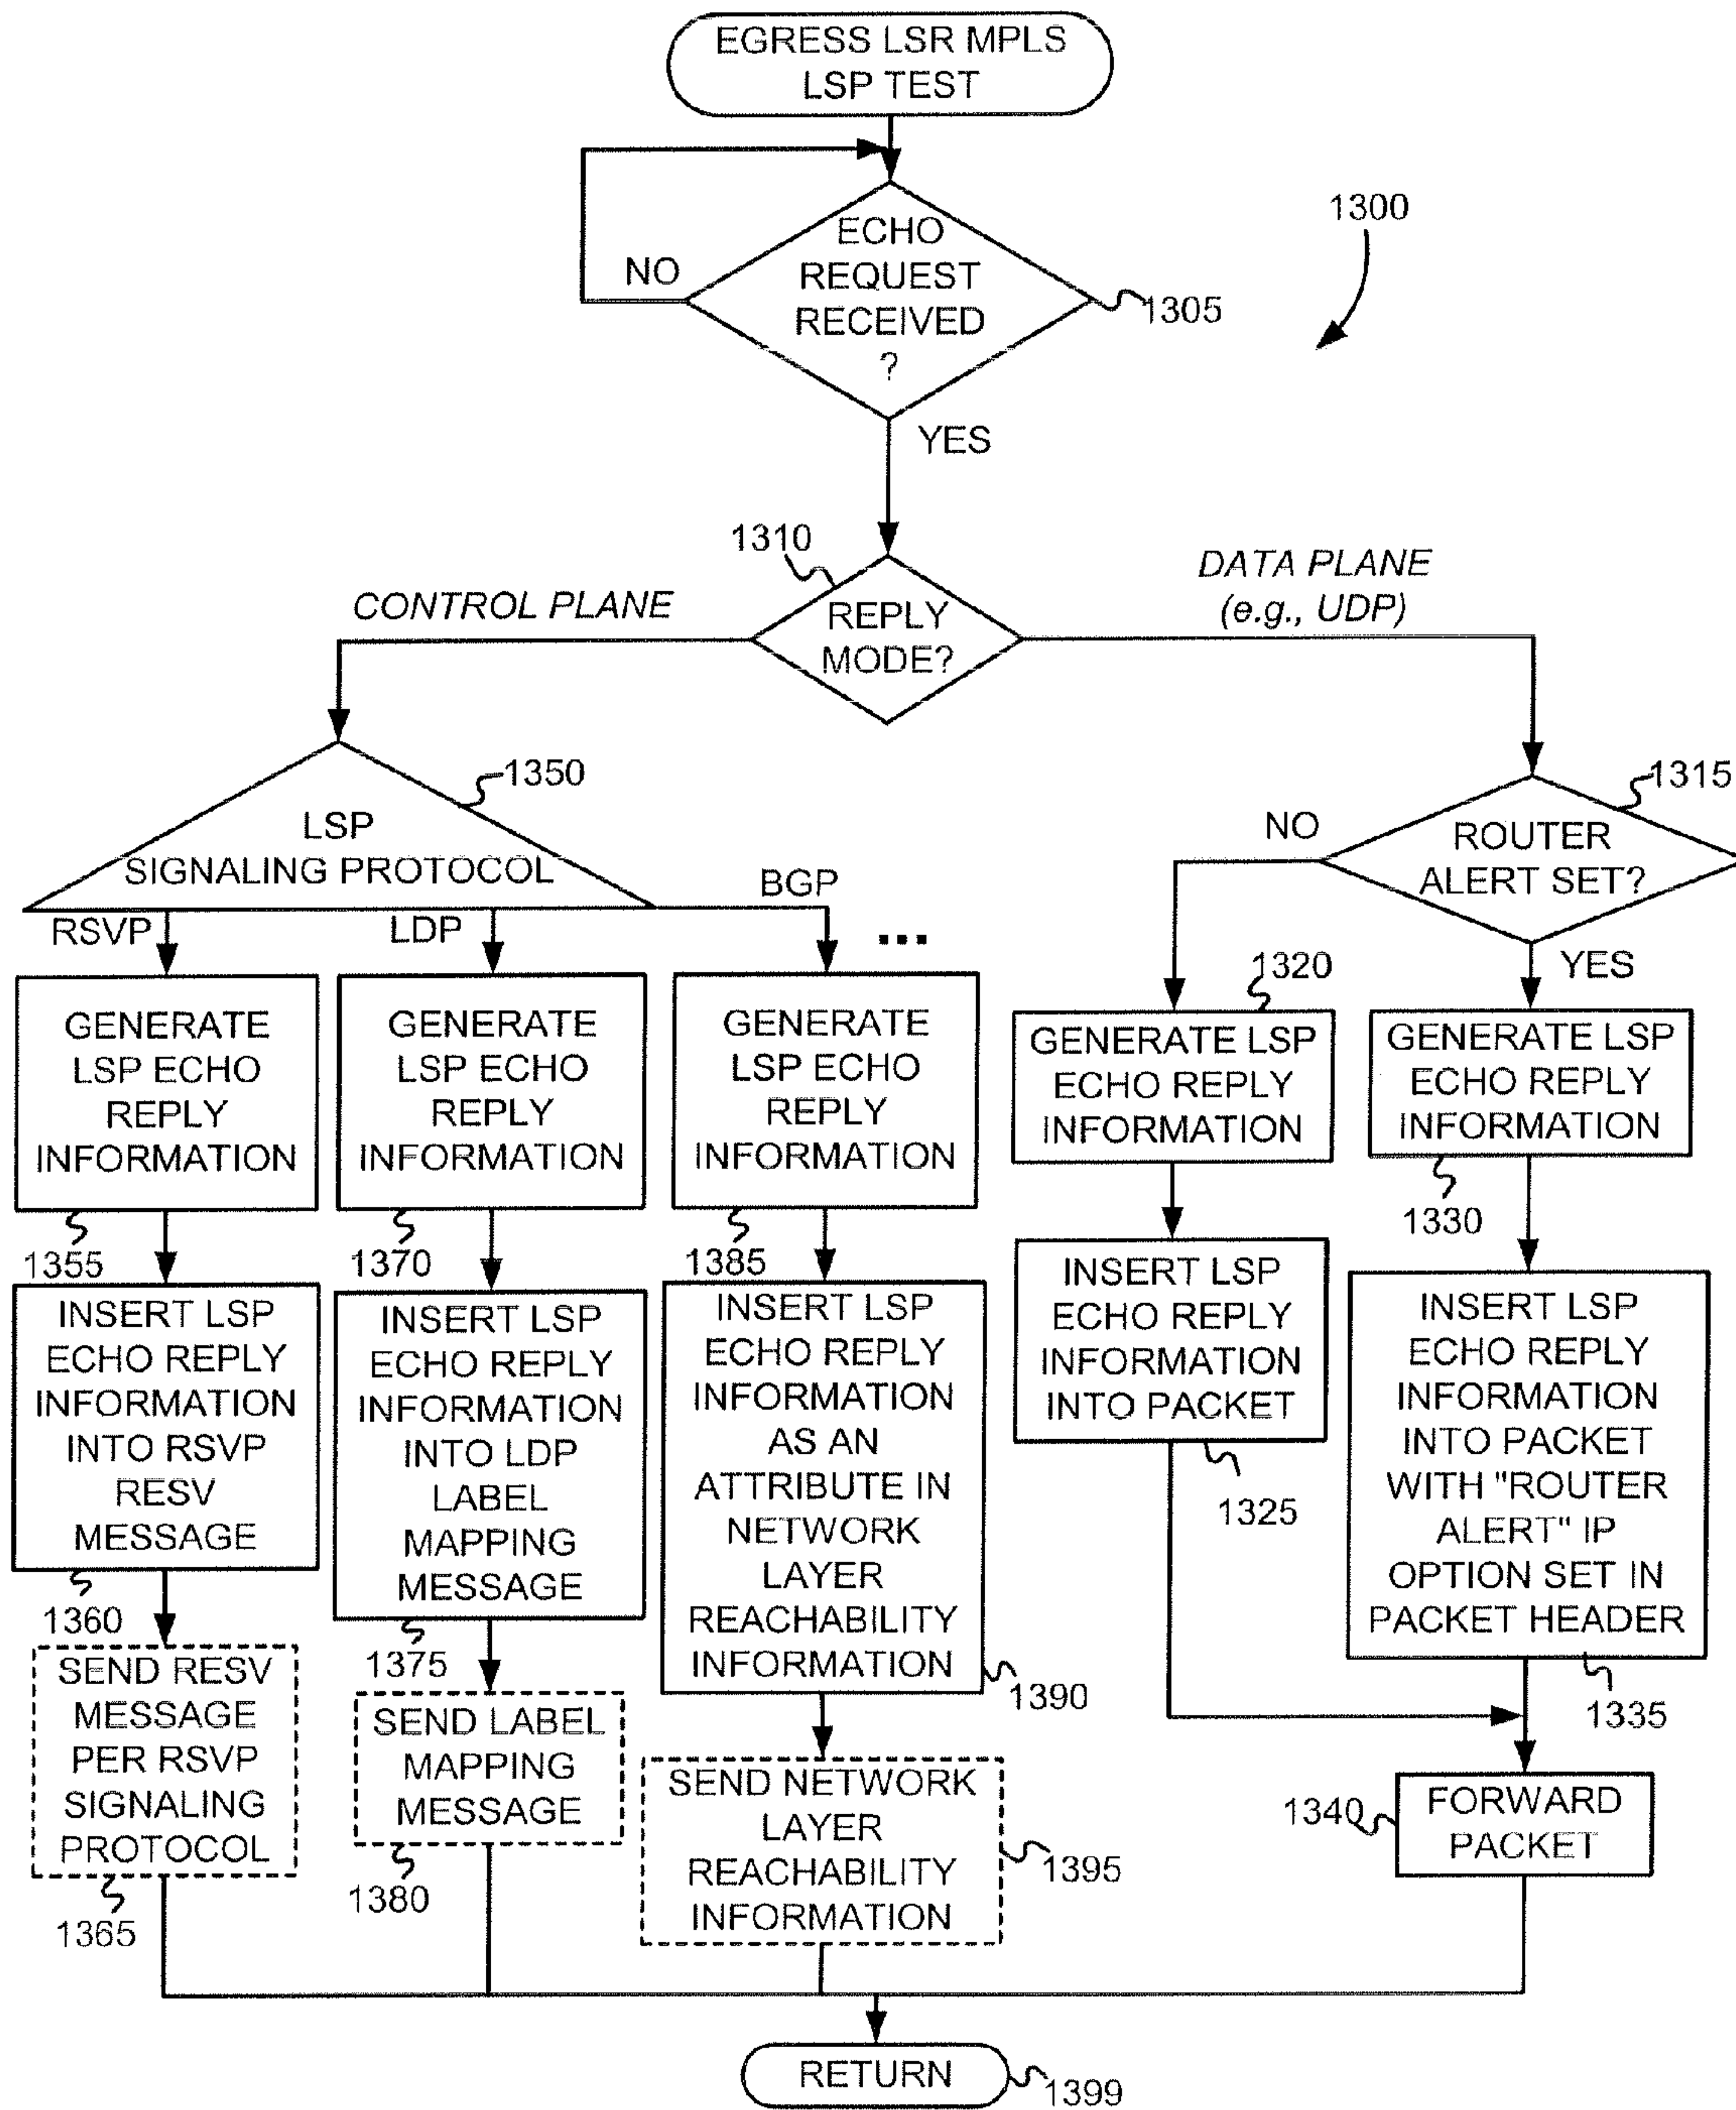 EGRESS LSR MPLS
LSP TEST
1300
ECHO
REQUEST
RECEIVED
?
NO
1305
YES
1310
REPLY
MODE?
CONTROL PLANE
DATA PLANE
(e.g., UDP)
1350
LSP
SIGNALING PROTOCOL
RSVP
LDP
BGP
...
1315
ROUTER
ALERT SET?
NO
YES
GENERATE
LSP ECHO
REPLY
INFORMATION
1355
INSERT LSP
ECHO REPLY
INFORMATION
INTO RSVP
RESV
MESSAGE
1360
SEND RESV
MESSAGE
PER RSVP
SIGNALING
PROTOCOL
1365
GENERATE
LSP ECHO
REPLY
INFORMATION
1370
INSERT LSP
ECHO REPLY
INFORMATION
INTO LDP
LABEL
MAPPING
MESSAGE
1375
SEND LABEL
MAPPING
MESSAGE
1380
GENERATE
LSP ECHO
REPLY
INFORMATION
1385
INSERT LSP
ECHO REPLY
INFORMATION
AS AN
ATTRIBUTE IN
NETWORK
LAYER
REACHABILITY
INFORMATION
1390
SEND NETWORK
LAYER
REACHABILITY
INFORMATION
1395
1320
GENERATE LSP
ECHO REPLY
INFORMATION
INSERT LSP
ECHO REPLY
INFORMATION
INTO PACKET
1325
GENERATE LSP
ECHO REPLY
INFORMATION
1330
INSERT LSP
ECHO REPLY
INFORMATION
INTO PACKET
WITH "ROUTER
ALERT" IP
OPTION SET IN
PACKET HEADER
1335
1340
FORWARD
PACKET
RETURN
1399